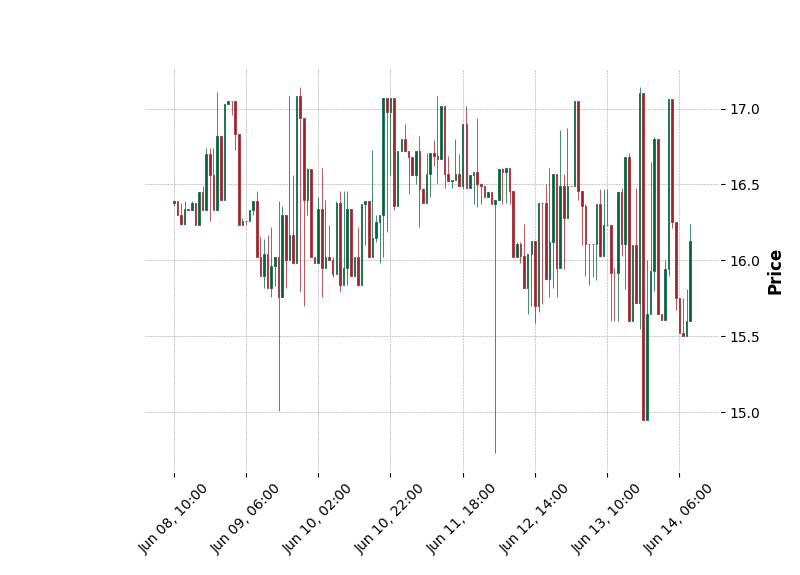 17.0
16.5
16.0
15.5
15.0
Price
Jun 08, 10:00
Jun 09, 06:00
Jun 10, 02:00
Jun 10, 22:00
Jun 11, 18:00
Jun 12, 14:00
Jun 13, 10:00
Jun 14, 06:00